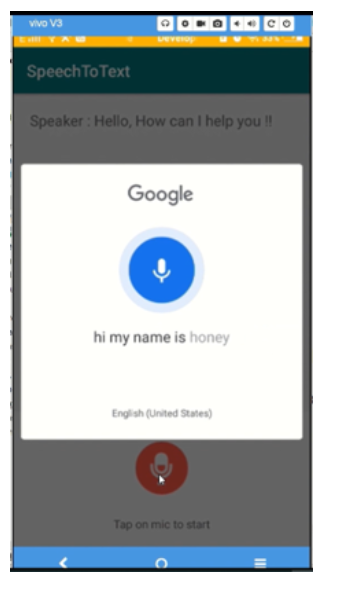 vivo V3
Develop
SpeechToText
Speaker : Hello, How can I help you !!
Google
hi my name is honey
English (United States)
Tap on mic to start